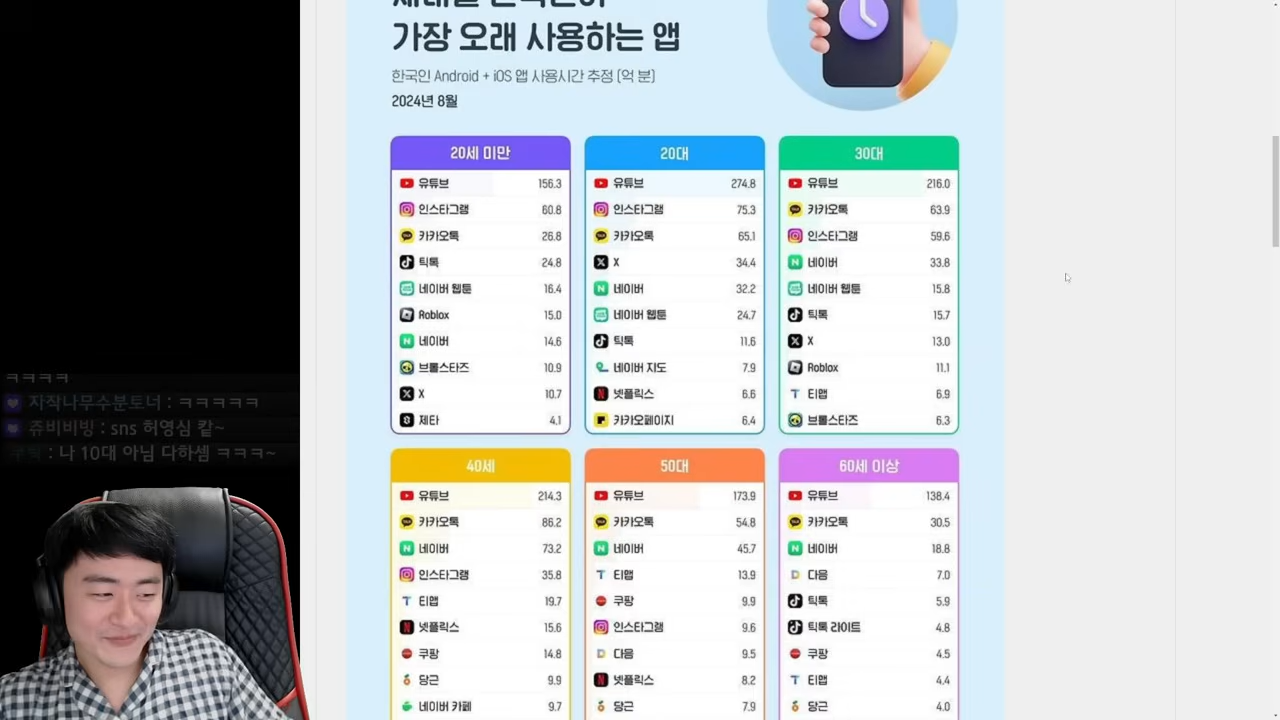 가장 오래 사용하는 앱
한국인 Android + iOS 앱 사용시간 추정 [억 분]
2024년 8월
20세 미만
유튜브 156.3
인스타그램 60.8
카카오톡 26.8
틱톡 24.8
네이버 웹툰 16.4
Roblox 15.0
네이버 14.6
브롤스타즈 10.9
X 10.7
제타 4.1
20대
유튜브 274.8
인스타그램 75.3
카카오톡 65.1
X 34.4
네이버 32.2
네이버 웹툰 24.7
틱톡 11.6
네이버 지도 7.9
넷플릭스 6.6
카카오페이지 6.4
30대
유튜브 216.0
카카오톡 63.9
인스타그램 59.6
네이버 33.8
네이버 웹툰 15.8
틱톡 15.7
X 13.0
Roblox 11.1
티맵 6.9
브롤스타즈 6.3
40세
유튜브 214.3
카카오톡 86.2
네이버 73.2
인스타그램 35.8
티맵 19.7
넷플릭스 15.6
쿠팡 14.8
당근 9.9
네이버 카페 9.7
50대
유튜브 173.9
카카오톡 54.8
네이버 45.7
티맵 13.9
쿠팡 9.9
인스타그램 9.6
다음 9.5
넷플릭스 8.2
당근 7.9
60세 이상
유튜브 138.4
카카오톡 30.5
네이버 18.8
다음 7.0
틱톡 5.9
틱톡 라이트 4.8
쿠팡 4.5
티맵 4.4
당근 4.0
ㅋㅋㅋㅋ
자작나무수분토너 : ㅋㅋㅋㅋㅋ
쥬비비빙 : sns 허영심 캍~
: 나 10대 아님 다하셈 ㅋㅋㅋ~